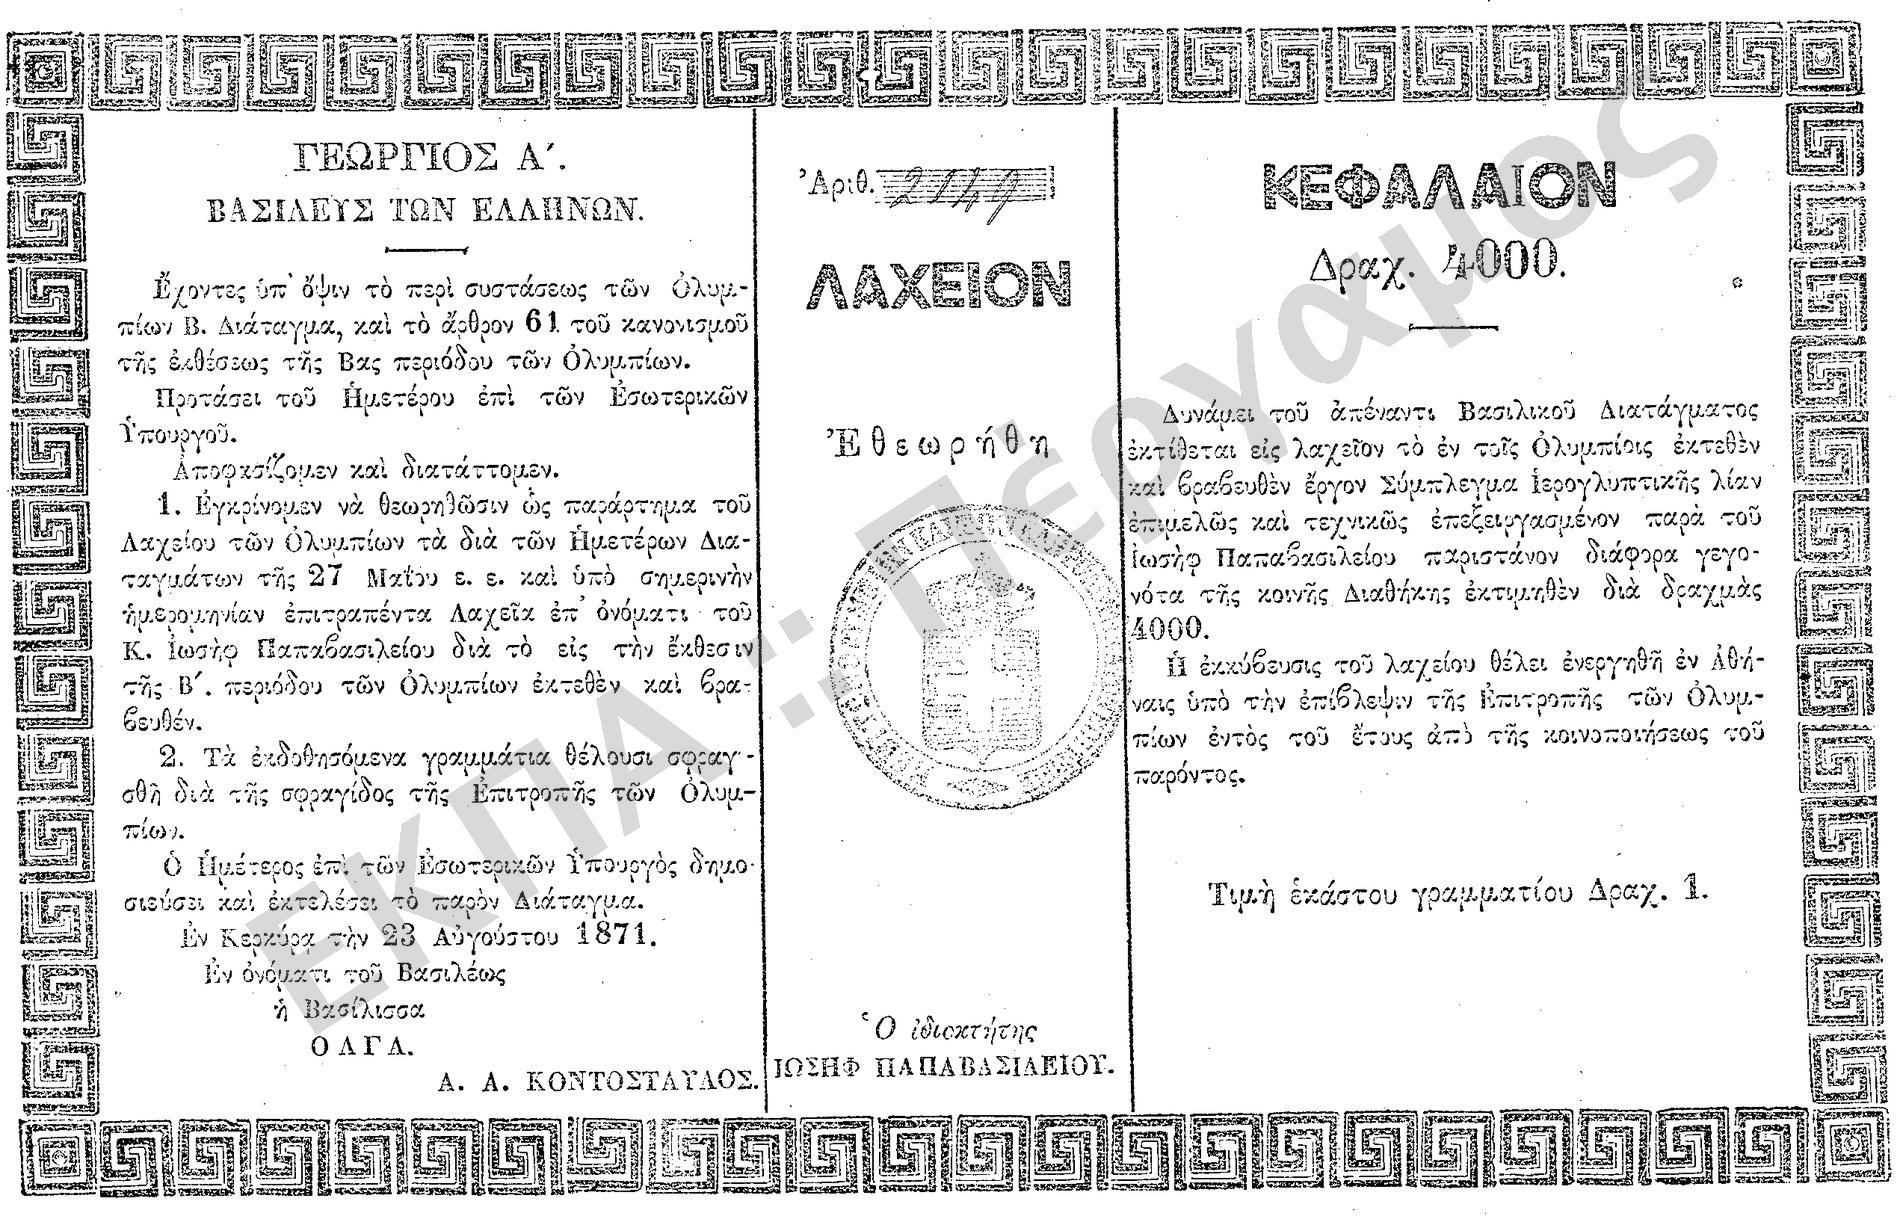 ΓΕΩΡΓΙΟΣ Α΄.
ΒΑΣΙΛΕΥΣ ΤΩΝ ΕΛΛΗΝΩΝ.
Ἔχοντες ὑπ' ὄψιν τὸ περὶ συστάσεως τῶν Ὀλυμ-
πίων Β. Διάταγμα, καὶ τὸ ἄρθρον 61 τοῦ κανονισμοῦ
τῆς ἐκθέσεως τῆς Βας περιόδου τῶν Ὀλυμπίων.
Προτάσει τοῦ Ἡμετέρου ἐπὶ τῶν Ἐσωτερικῶν
Ὑπουργοῦ.
Ἀποφασίζομεν καὶ διατάττομεν.
1. Ἐγκρίνομεν νὰ θεωρηθῶσιν ὡς παράρτημα τοῦ
Λαχείου τῶν Ὀλυμπίων τὰ διὰ τῶν Ἡμετέρων Δια-
ταγμάτων τῆς 27 Μαΐου ε. ε. καὶ ὑπὸ σημερινὴν
ἡμερομηνίαν ἐπιτραπέντα Λαχεῖα ἐπ' ὀνόματι τοῦ
Κ. Ἰωσὴφ Παπαβασιλείου διὰ τὸ εἰς τὴν ἔκθεσιν
τῆς Β΄. περιόδου τῶν Ὀλυμπίων ἐκτεθὲν καὶ βρα-
βευθέν.
2. Τὰ ἐκδοθησόμενα γραμμάτια θέλουσι σφραγ-
σθῆ διὰ τῆς σφραγίδος τῆς Ἐπιτροπῆς τῶν Ὀλυμ-
πίων.
Ὁ Ἡμέτερος ἐπὶ τῶν Ἐσωτερικῶν Ὑπουργὸς δημο-
σιεύσει καὶ ἐκτελέσει τὸ παρὸν Διάταγμα.
Ἐν Κερκύρα τὴν 23 Αὐγούστου 1871.
Ἐν ὀνόματι τοῦ Βασιλέως
ἡ Βασίλισσα
ΟΛΓΑ.
Δ. Α. ΚΟΝΤΟΣΤΑΥΛΟΣ.
Ἀριθ. 2149
ΛΑΧΕΙΟΝ
Ἐθεωρήθη
Ὁ ἰδιοκτήτης
ΙΩΣΗΦ ΠΑΠΑΒΑΣΙΛΕΙΟΥ.
ΚΕΦΑΛΑΙΟΝ
Δραχ. 4000.
Δυνάμει τοῦ ἀπέναντι Βασιλικοῦ Διατάγματος
ἐκτίθεται εἰς λαχεῖον τὸ ἐν τοῖς Ὀλυμπίοις ἐκτεθὲν
καὶ βραβευθὲν ἔργον Σύμπλεγμα Ἱερογλυπτικῆς λίαν
ἐπιμελῶς καὶ τεχνικῶς ἐπεξειργασμένον παρὰ τοῦ
Ἰωσὴφ Παπαβασιλείου παριστάνον διάφορα γεγο-
νότα τῆς κοινῆς Διαθήκης ἐκτιμηθὲν διὰ δραχμὰς
4000.
Ἡ ἐκκύβευσις τοῦ λαχείου θέλει ἐνεργηθῆ ἐν Ἀθή-
ναις ὑπὸ τὴν ἐπίβλεψιν τῆς Ἐπιτροπῆς τῶν Ὀλυμ-
πίων ἐντὸς τοῦ ἔτους ἀπὸ τῆς κοινοποιήσεως τοῦ
παρόντος.
Τιμὴ ἑκάστου γραμματίου Δραχ. 1.
ΕΚΠΑ :: Πέργαμος